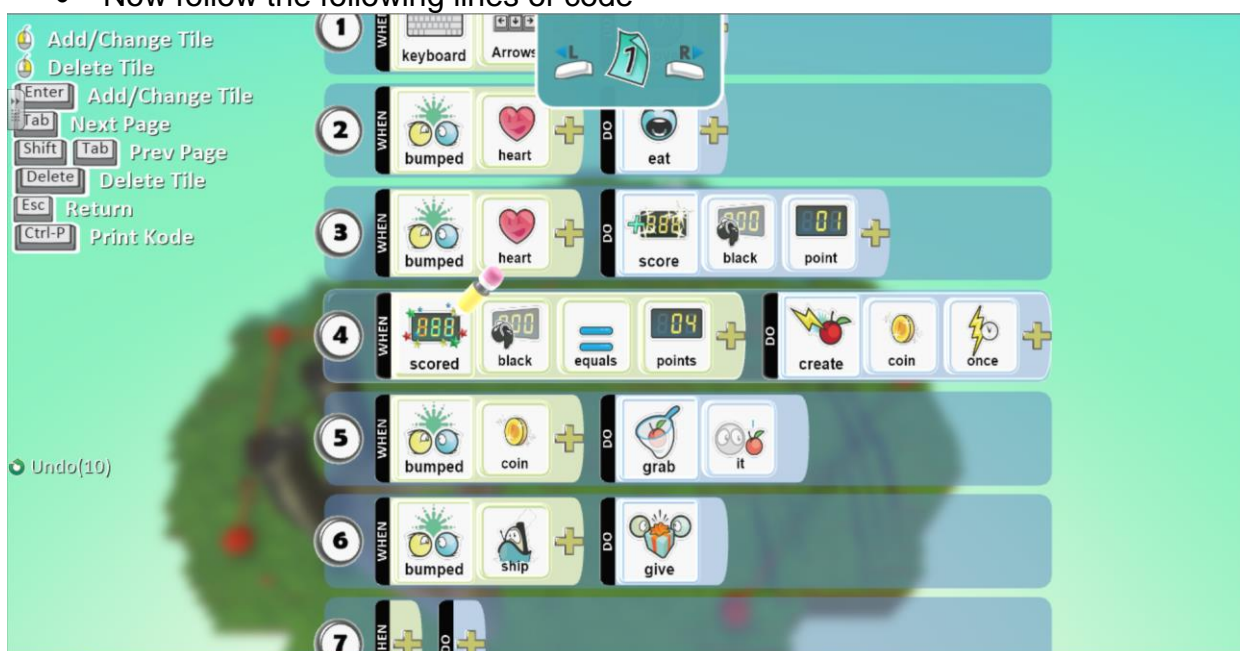 Now follow the following lines of code
Add/Change Tile
Delete Tile
Enter Add/Change Tile
Tab Next Page
Shift Tab Prev Page
Delete Delete Tile
Esc Return
Ctrl-P Print Kode
Undo(10)
L 1 R
1 WHEN keyboard Arrows
2 WHEN bumped heart DO eat
3 WHEN bumped heart DO score black point 01
4 WHEN scored black equals points 04 DO create coin once
5 WHEN bumped coin DO grab it
6 WHEN bumped ship DO give
7 WHEN DO